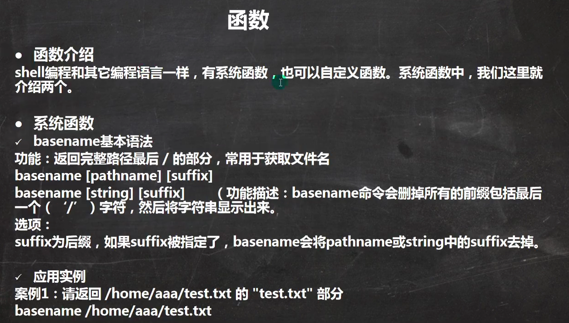 函数
● 函数介绍
shell编程和其它编程语言一样，有系统函数，也可以自定义函数。系统函数中，我们这里就
介绍两个。
● 系统函数
✓ basename基本语法
功能：返回完整路径最后 / 的部分，常用于获取文件名
basename [pathname] [suffix]
basename [string] [suffix] （功能描述：basename命令会删掉所有的前缀包括最后
一个（‘/’）字符，然后将字符串显示出来。
选项：
suffix为后缀，如果suffix被指定了，basename会将pathname或string中的suffix去掉。
✓ 应用实例
案例1：请返回 /home/aaa/test.txt 的 "test.txt" 部分
basename /home/aaa/test.txt